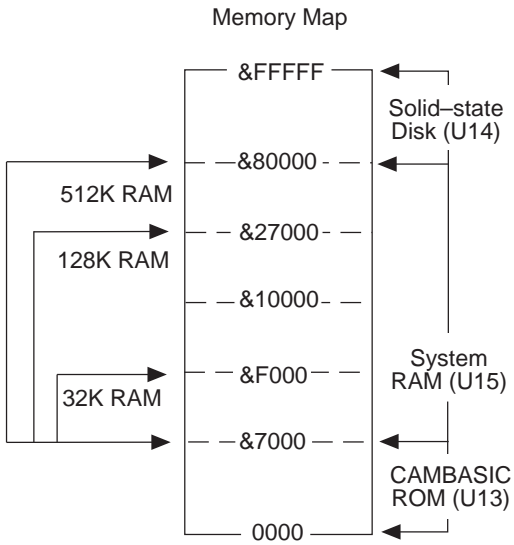 Memory Map
&FFFFF
Solid–state
Disk (U14)
&80000
512K RAM
&27000
128K RAM
&10000
&F000
32K RAM
System
RAM (U15)
&7000
CAMBASIC
ROM (U13)
0000